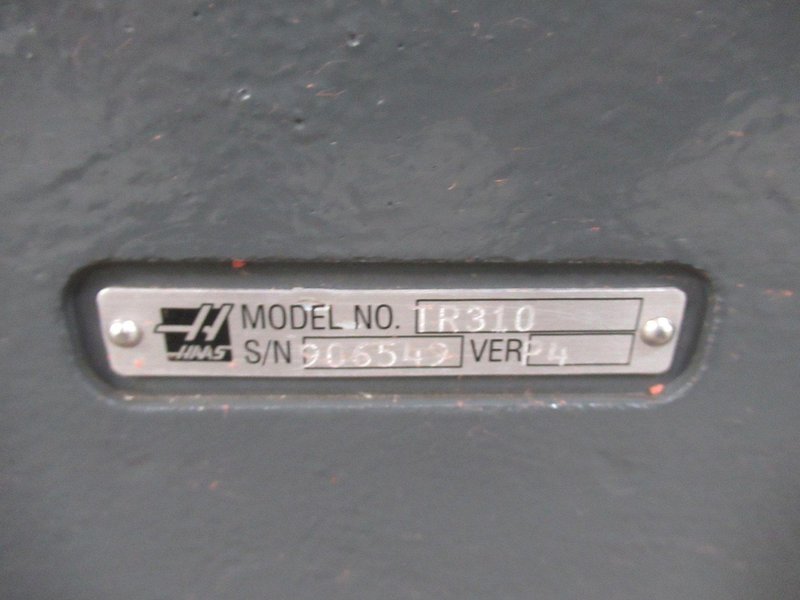 HAAS MODEL NO. TR310
S/N 906549 VER P4